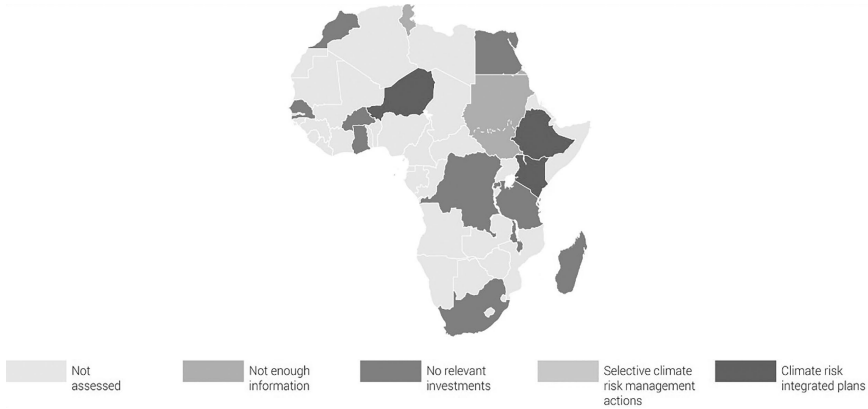 Not
assessed
Not enough
information
No relevant
investments
Selective climate
risk management
actions
Climate risk
integrated plans